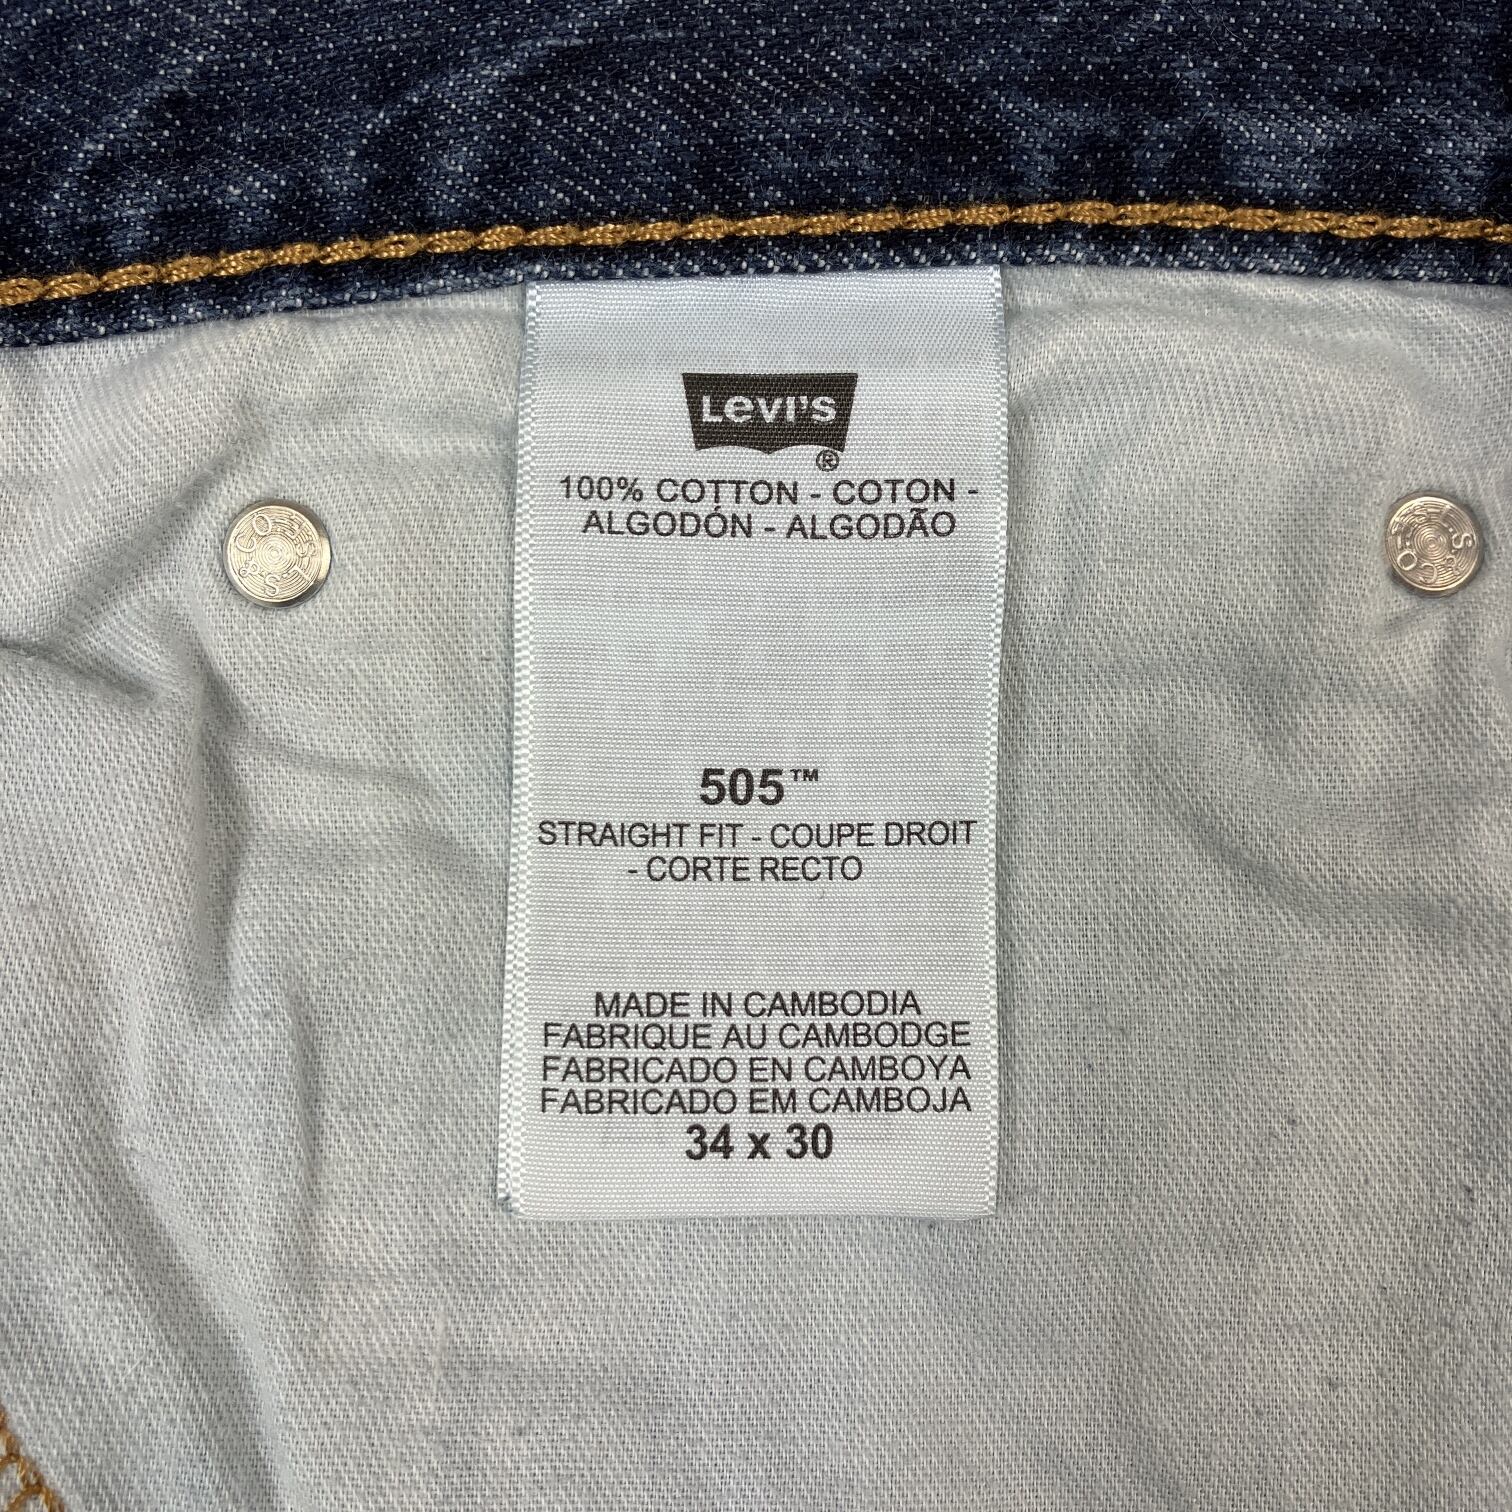 Levi's
®
100% COTTON - COTON -
ALGODÓN - ALGODÃO
505™
STRAIGHT FIT - COUPE DROIT
- CORTE RECTO
MADE IN CAMBODIA
FABRIQUE AU CAMBODGE
FABRICADO EN CAMBOYA
FABRICADO EM CAMBOJA
34 x 30